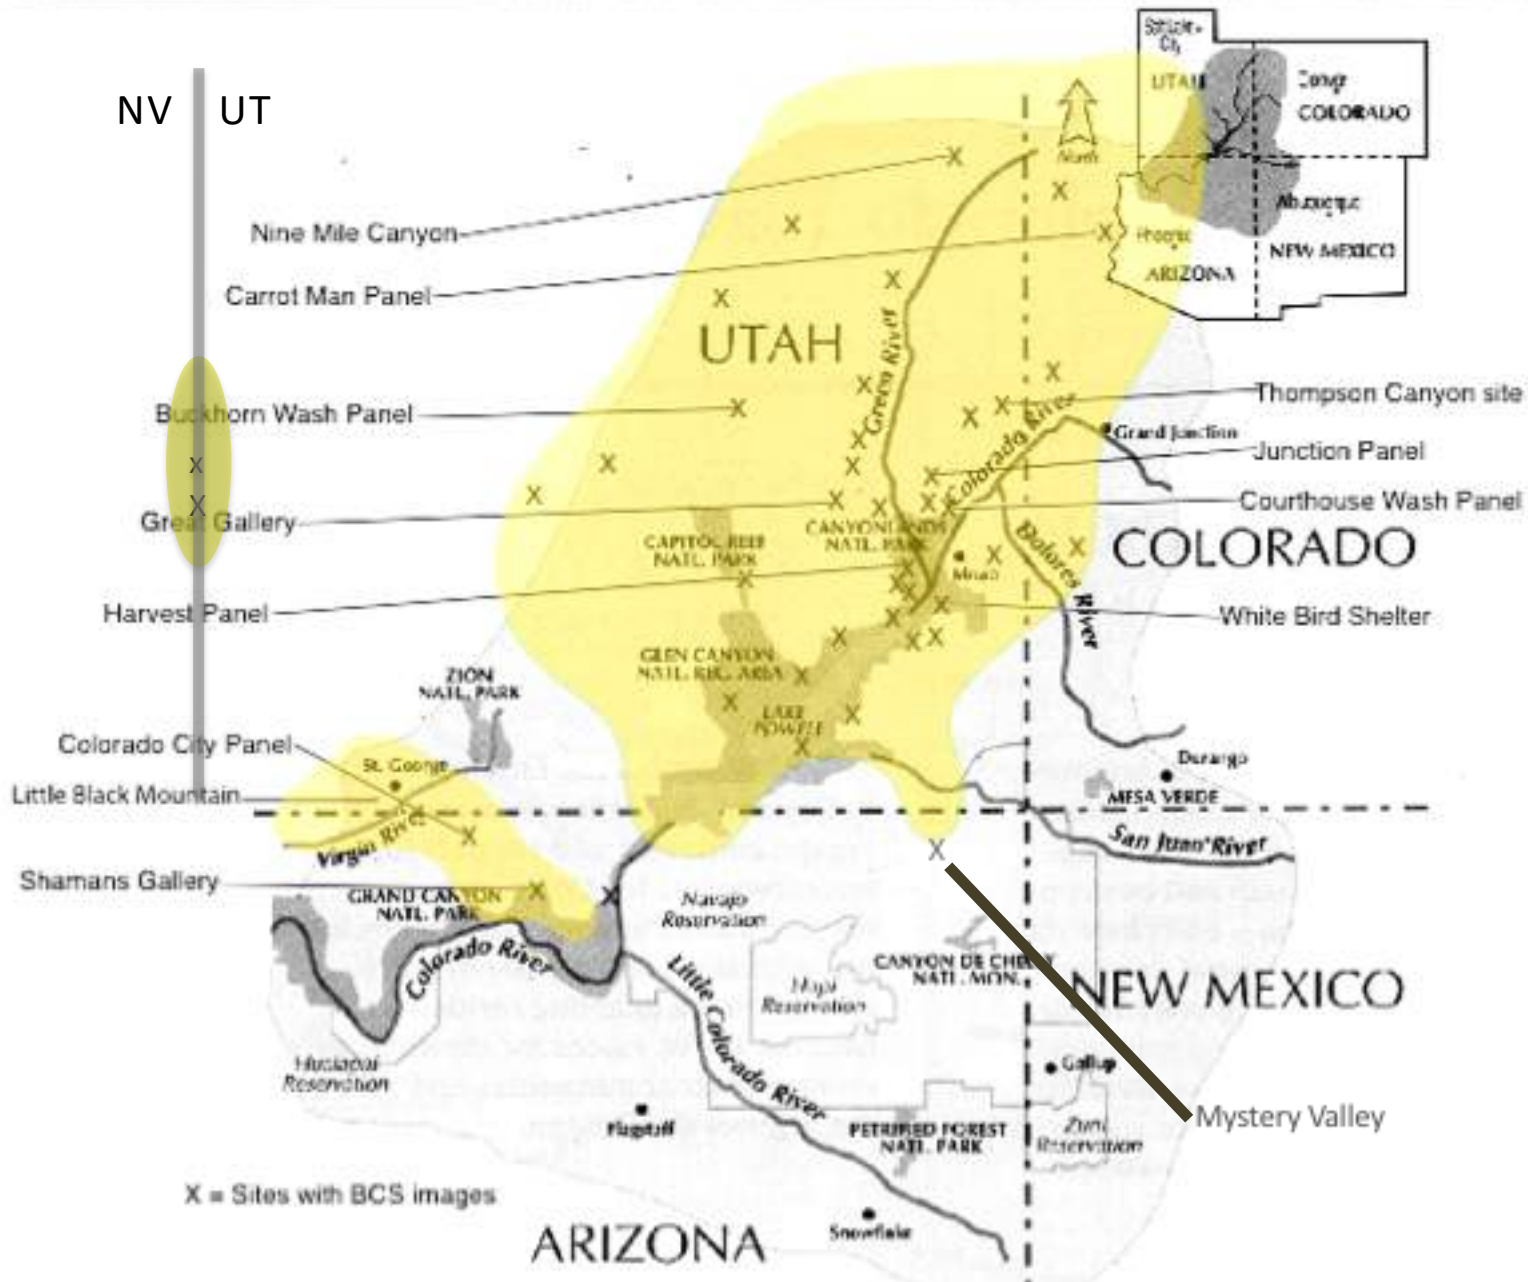 Salt Lake
City
UTAH
COLORADO
Albuquerque
Phoenix
NEW MEXICO
ARIZONA
NV UT
North
Nine Mile Canyon
Carrot Man Panel
UTAH
Green River
Buckhorn Wash Panel
Thompson Canyon site
Colorado River
Grand Junction
Junction Panel
X
X
Great Gallery
Courthouse Wash Panel
CANYONLANDS
NATL. PARK
CAPITOL REEF
NATL. PARK
Moab
Dolores River
COLORADO
Harvest Panel
White Bird Shelter
GLEN CANYON
NATL. REC. AREA
ZION
NATL. PARK
LAKE
POWELL
Colorado City Panel
St. George
Durango
Little Black Mountain
MESA VERDE
Virgin River
San Juan River
Shamans Gallery
GRAND CANYON
NATL. PARK
Navajo
Reservation
Colorado River
Little Colorado River
CANYON DE CHELLY
NATL. MON.
NEW MEXICO
Hopi
Reservation
Hualapai
Reservation
Gallup
Flagstaff
PETRIFIED FOREST
NATL. PARK
Zuni
Reservation
Mystery Valley
X = Sites with BCS images
Snowflake
ARIZONA